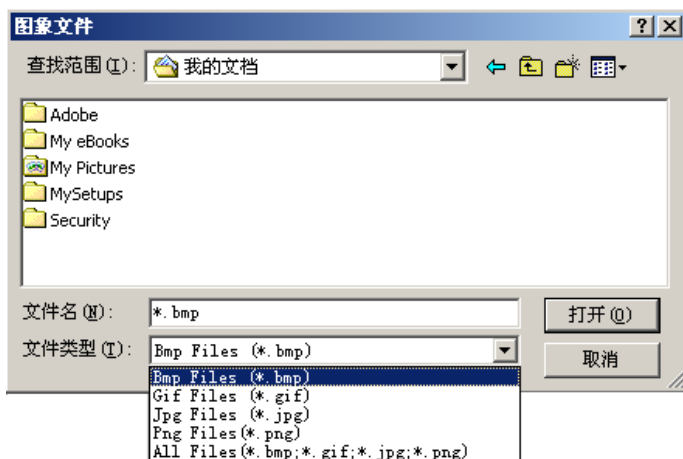 图象文件
查找范围(I): 我的文档
Adobe
My eBooks
My Pictures
MySetups
Security
文件名(N): *.bmp 打开(O)
文件类型(T): Bmp Files (*.bmp) 取消
Bmp Files (*.bmp)
Gif Files (*.gif)
Jpg Files (*.jpg)
Png Files(*.png)
All Files(*.bmp;*.gif;*.jpg;*.png)